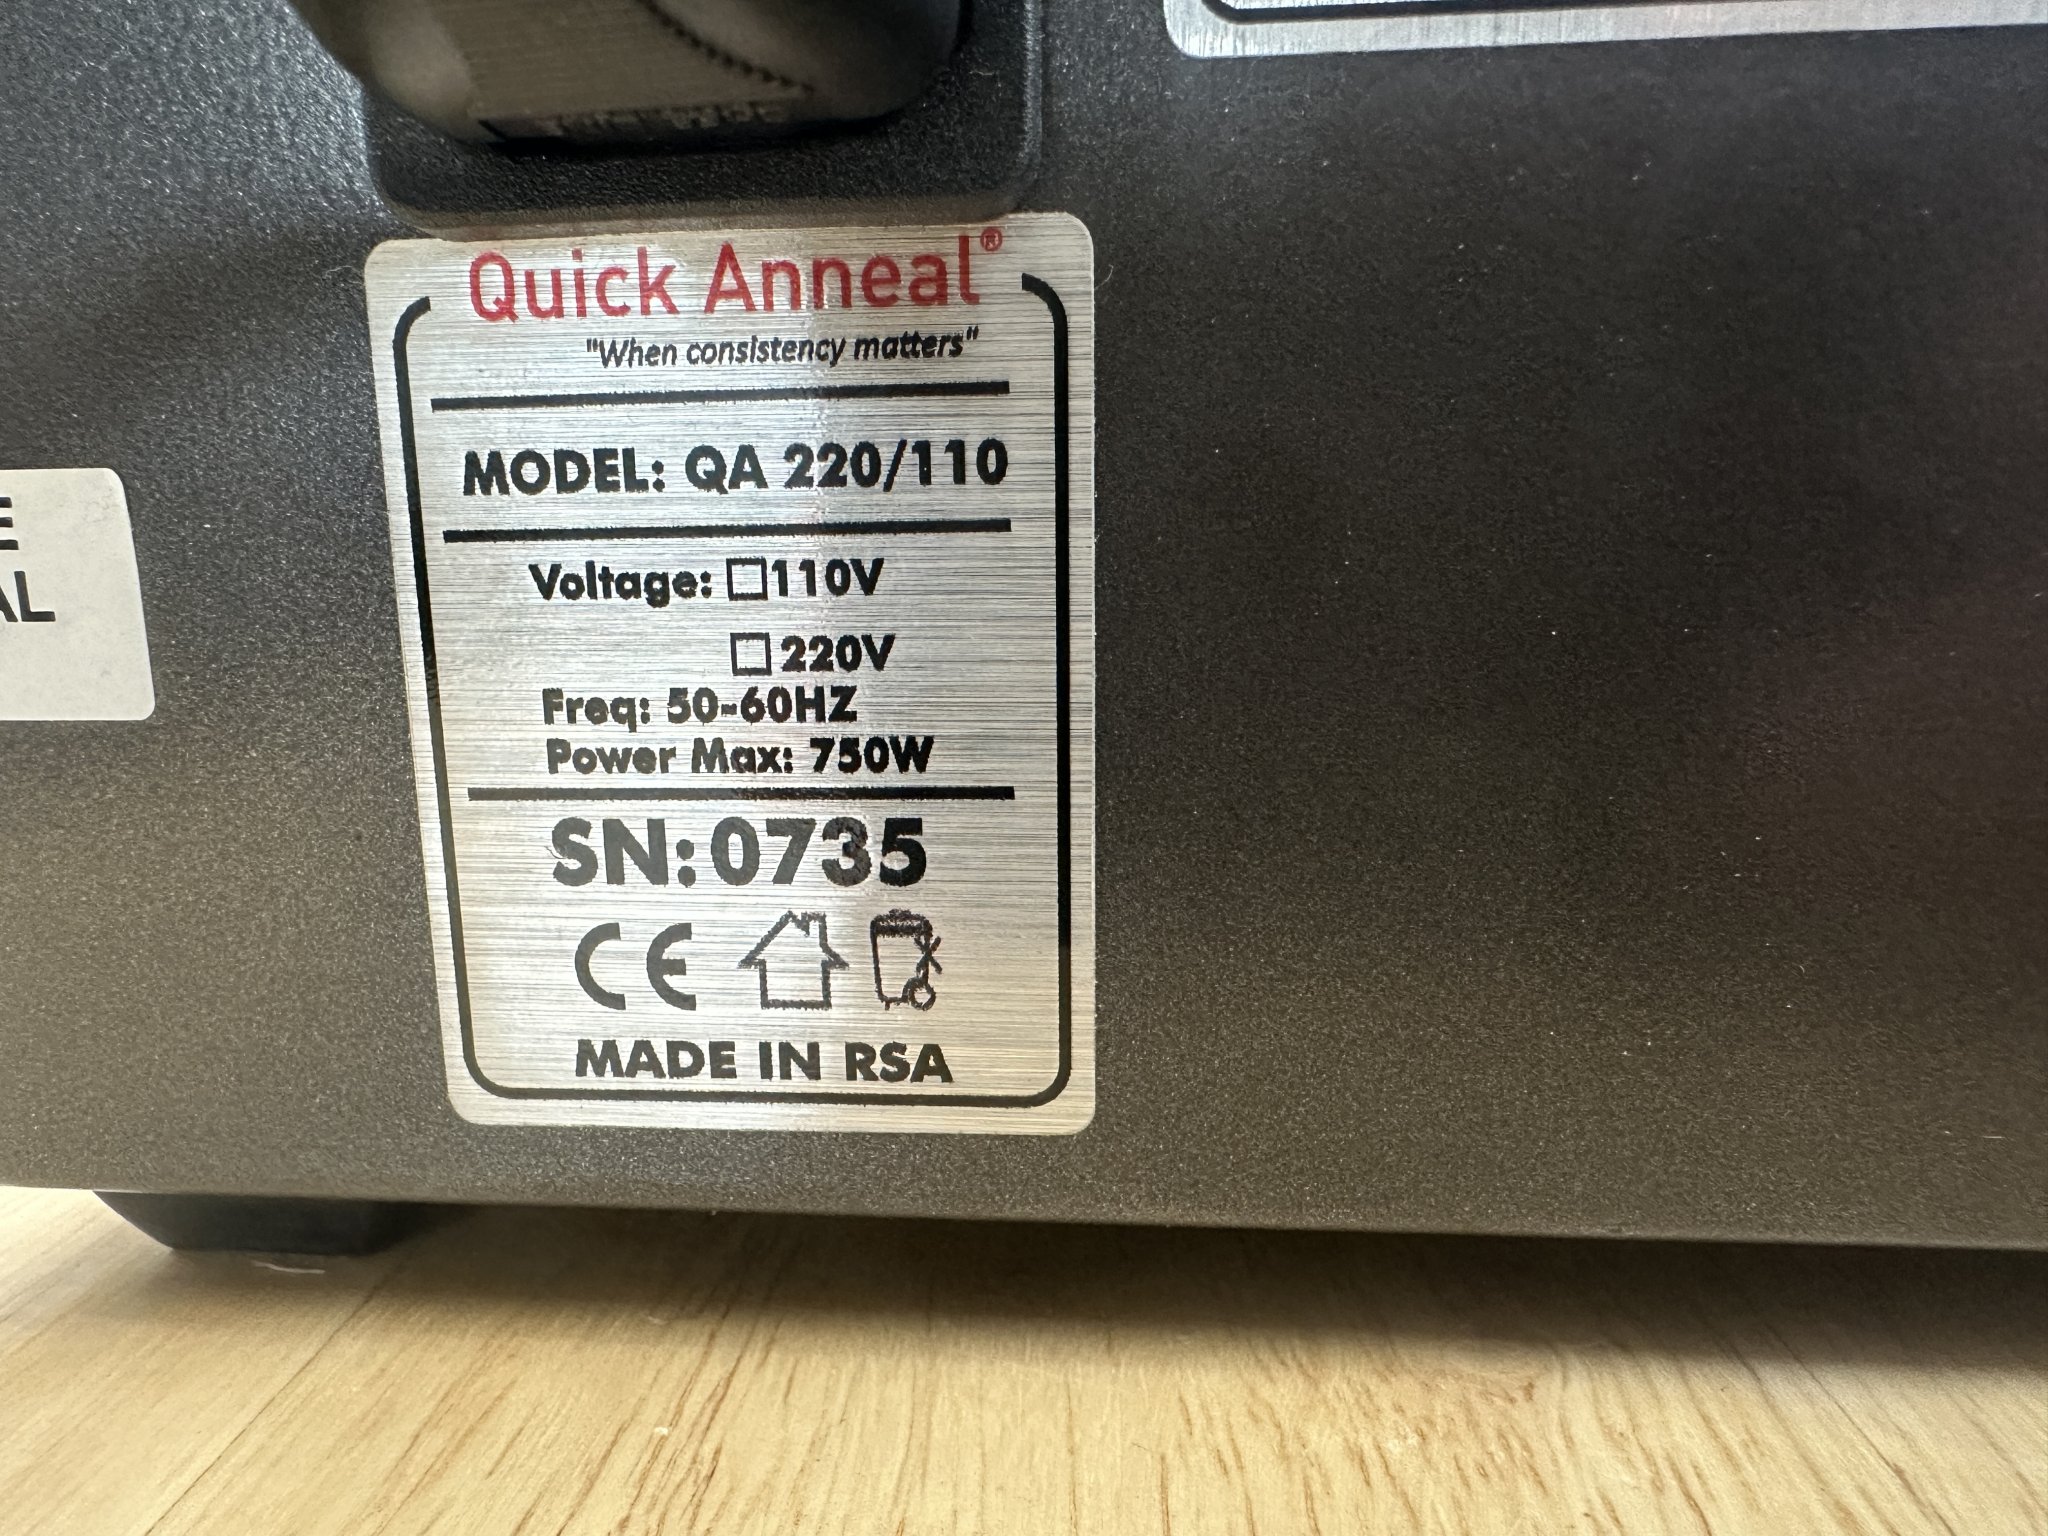 Quick Anneal®
"When consistency matters"
MODEL: QA 220/110
Voltage: □110V
□220V
Freq: 50-60HZ
Power Max: 750W
SN:0735
CE
MADE IN RSA